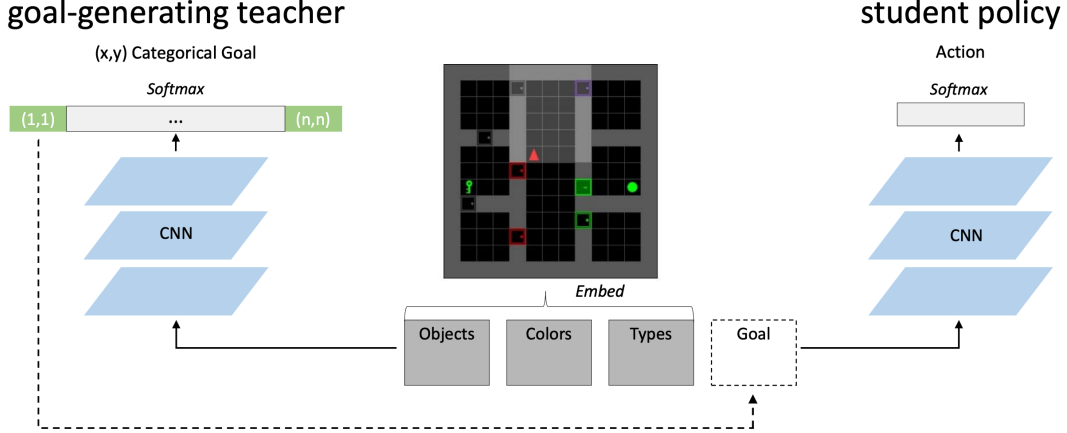 goal-generating teacher
student policy
(x,y) Categorical Goal
Action
Softmax
Softmax
(1,1)
...
(n,n)
CNN
CNN
Embed
Objects
Colors
Types
Goal